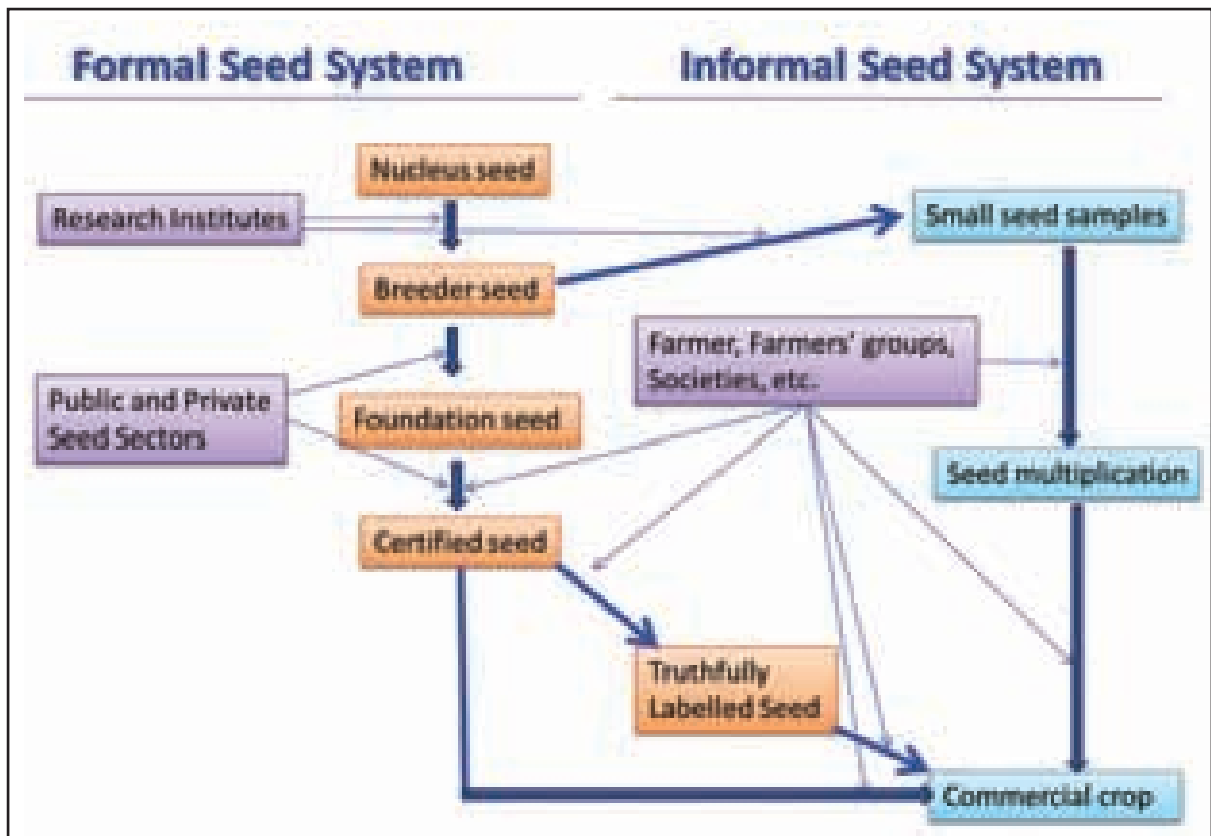 Formal Seed System
Informal Seed System
Nucleus seed
Research Institutes
Small seed samples
Breeder seed
Farmer, Farmers' groups,
Societies, etc.
Public and Private
Seed Sectors
Foundation seed
Seed multiplication
Certified seed
Truthfully
Labelled Seed
Commercial crop